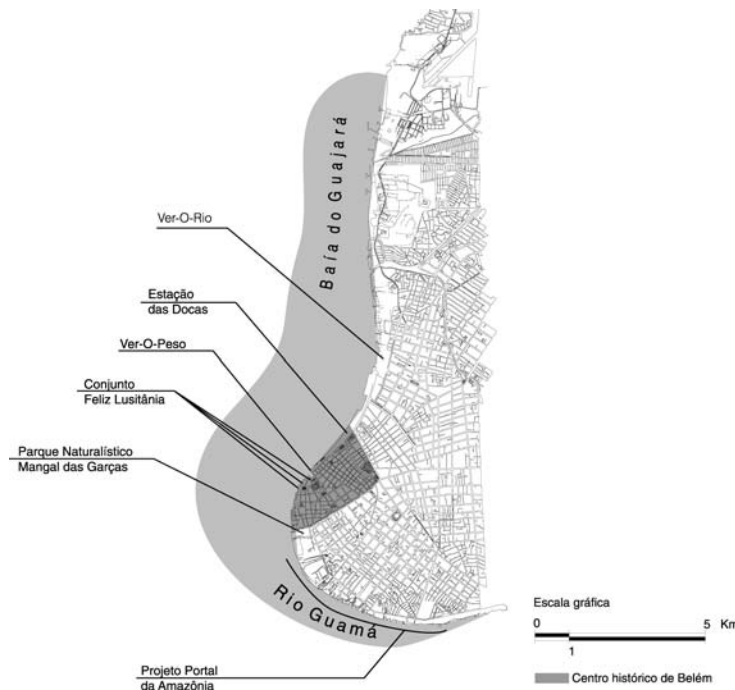 Baía do Guajará
Ver-O-Rio
Estação
das Docas
Ver-O-Peso
Conjunto
Feliz Lusitânia
Parque Naturalístico
Mangal das Garças
Rio Guamá
Projeto Portal
da Amazônia
Escala gráfica
0 5 Km
1
Centro histórico de Belém